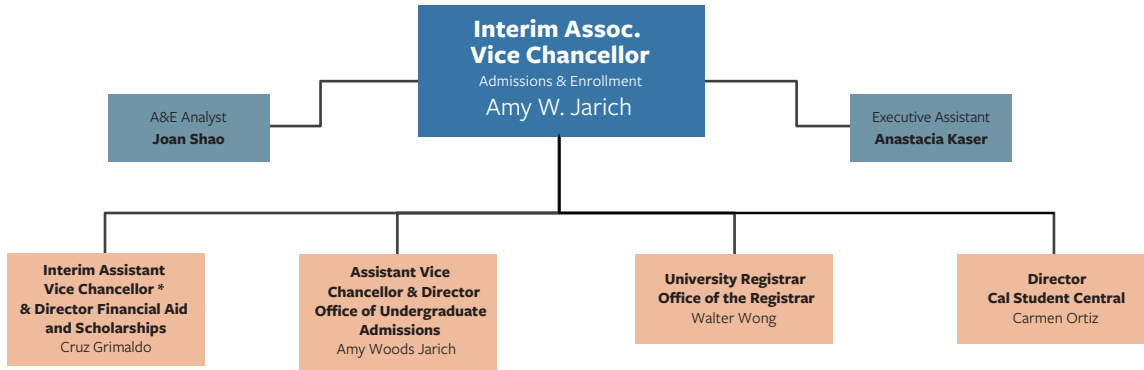 Interim Assoc.
Vice Chancellor
Admissions & Enrollment
Amy W. Jarich
A&E Analyst
Joan Shao
Executive Assistant
Anastacia Kaser
Interim Assistant
Vice Chancellor *
& Director Financial Aid
and Scholarships
Cruz Grimaldo
Assistant Vice
Chancellor & Director
Office of Undergraduate
Admissions
Amy Woods Jarich
University Registrar
Office of the Registrar
Walter Wong
Director
Cal Student Central
Carmen Ortiz